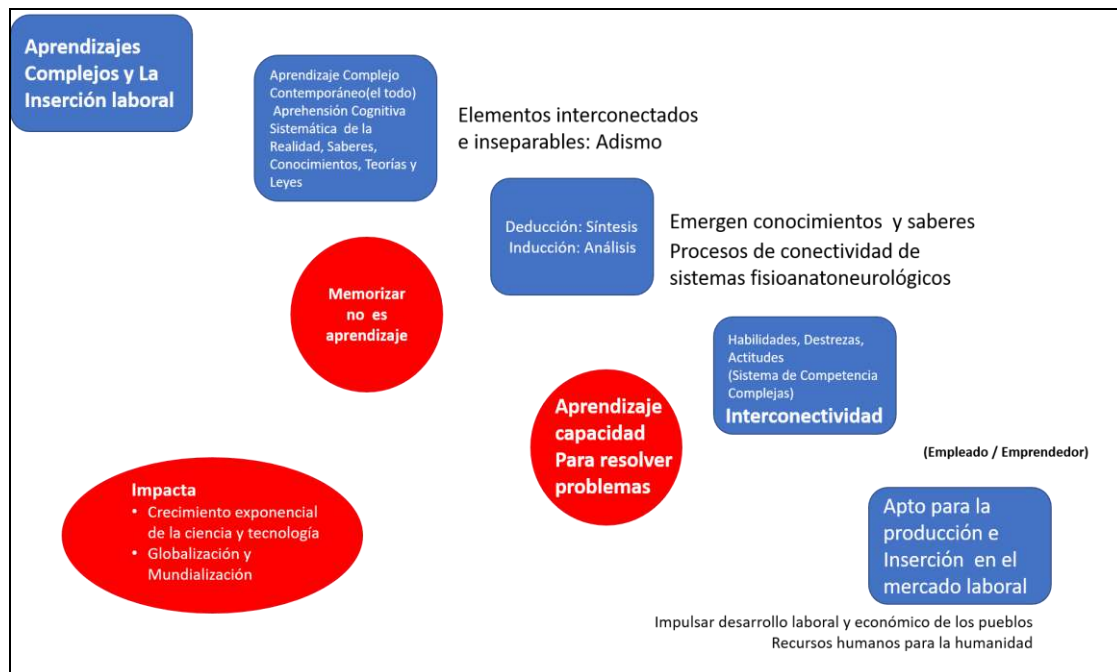 Aprendizajes
Complejos y La
Inserción laboral
Aprendizaje Complejo
Contemporáneo(el todo)
Aprehensión Cognitiva
Sistemática de la
Realidad, Saberes,
Conocimientos, Teorías y
Leyes
Elementos interconectados
e inseparables: Adismo
Deducción: Síntesis
Inducción: Análisis
Emergen conocimientos y saberes
Procesos de conectividad de
sistemas fisioanatoneurológicos
Memorizar
no es
aprendizaje
Habilidades, Destrezas,
Actitudes
(Sistema de Competencia
Complejas)
Interconectividad
Aprendizaje
capacidad
Para resolver
problemas
(Empleado / Emprendedor)
Impacta
• Crecimiento exponencial
de la ciencia y tecnología
• Globalización y
Mundialización
Apto para la
producción e
Inserción en el
mercado laboral
Impulsar desarrollo laboral y económico de los pueblos
Recursos humanos para la humanidad